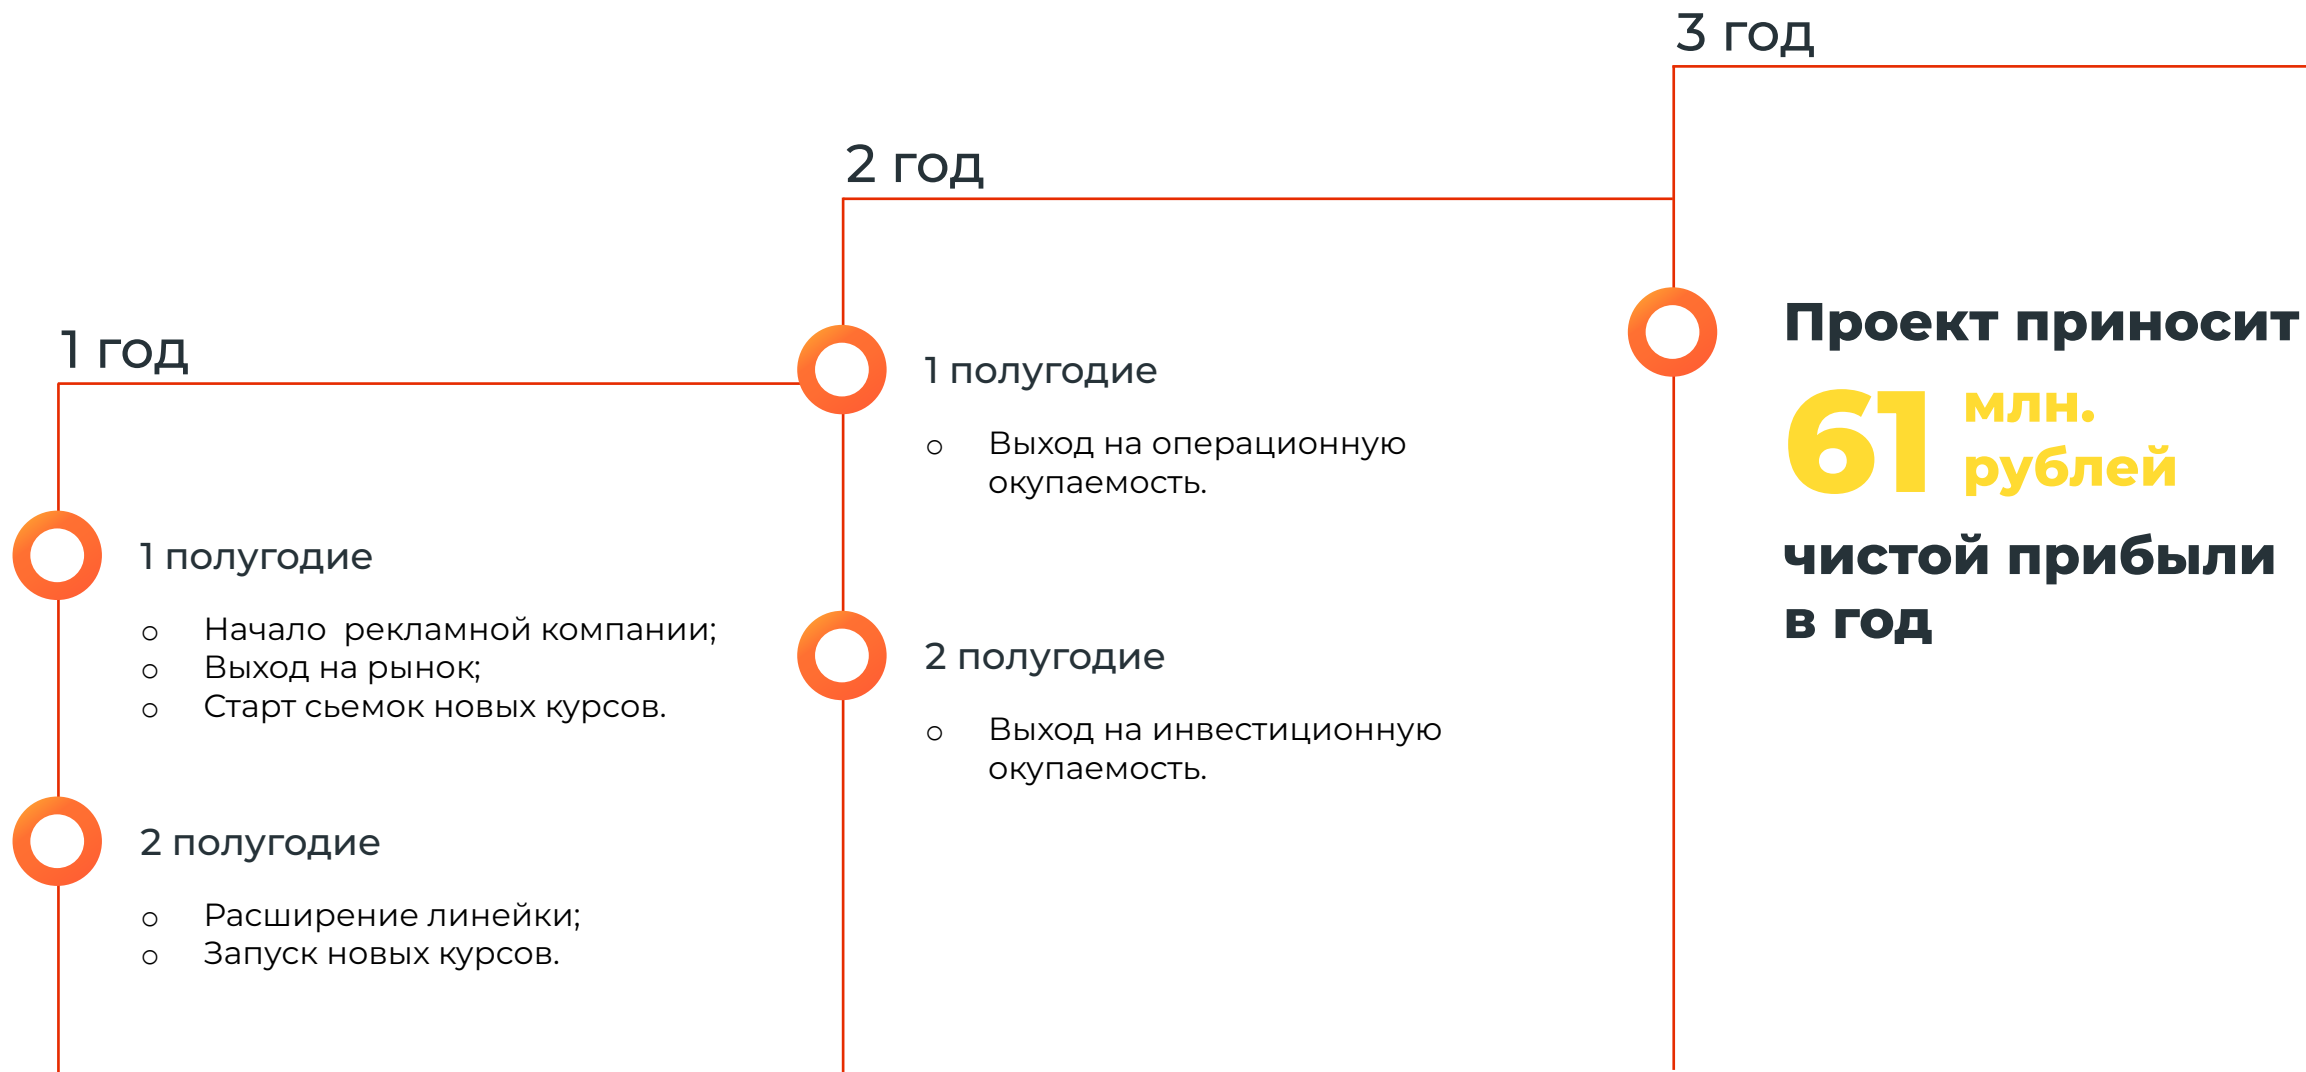 1 год
1 полугодие
Начало рекламной компании;
Выход на рынок;
Старт сьемок новых курсов.
2 полугодие
Расширение линейки;
Запуск новых курсов.
2 год
1 полугодие
Выход на операционную
окупаемость.
2 полугодие
Выход на инвестиционную
окупаемость.
3 год
Проект приносит
61 млн.
рублей
чистой прибыли
в год